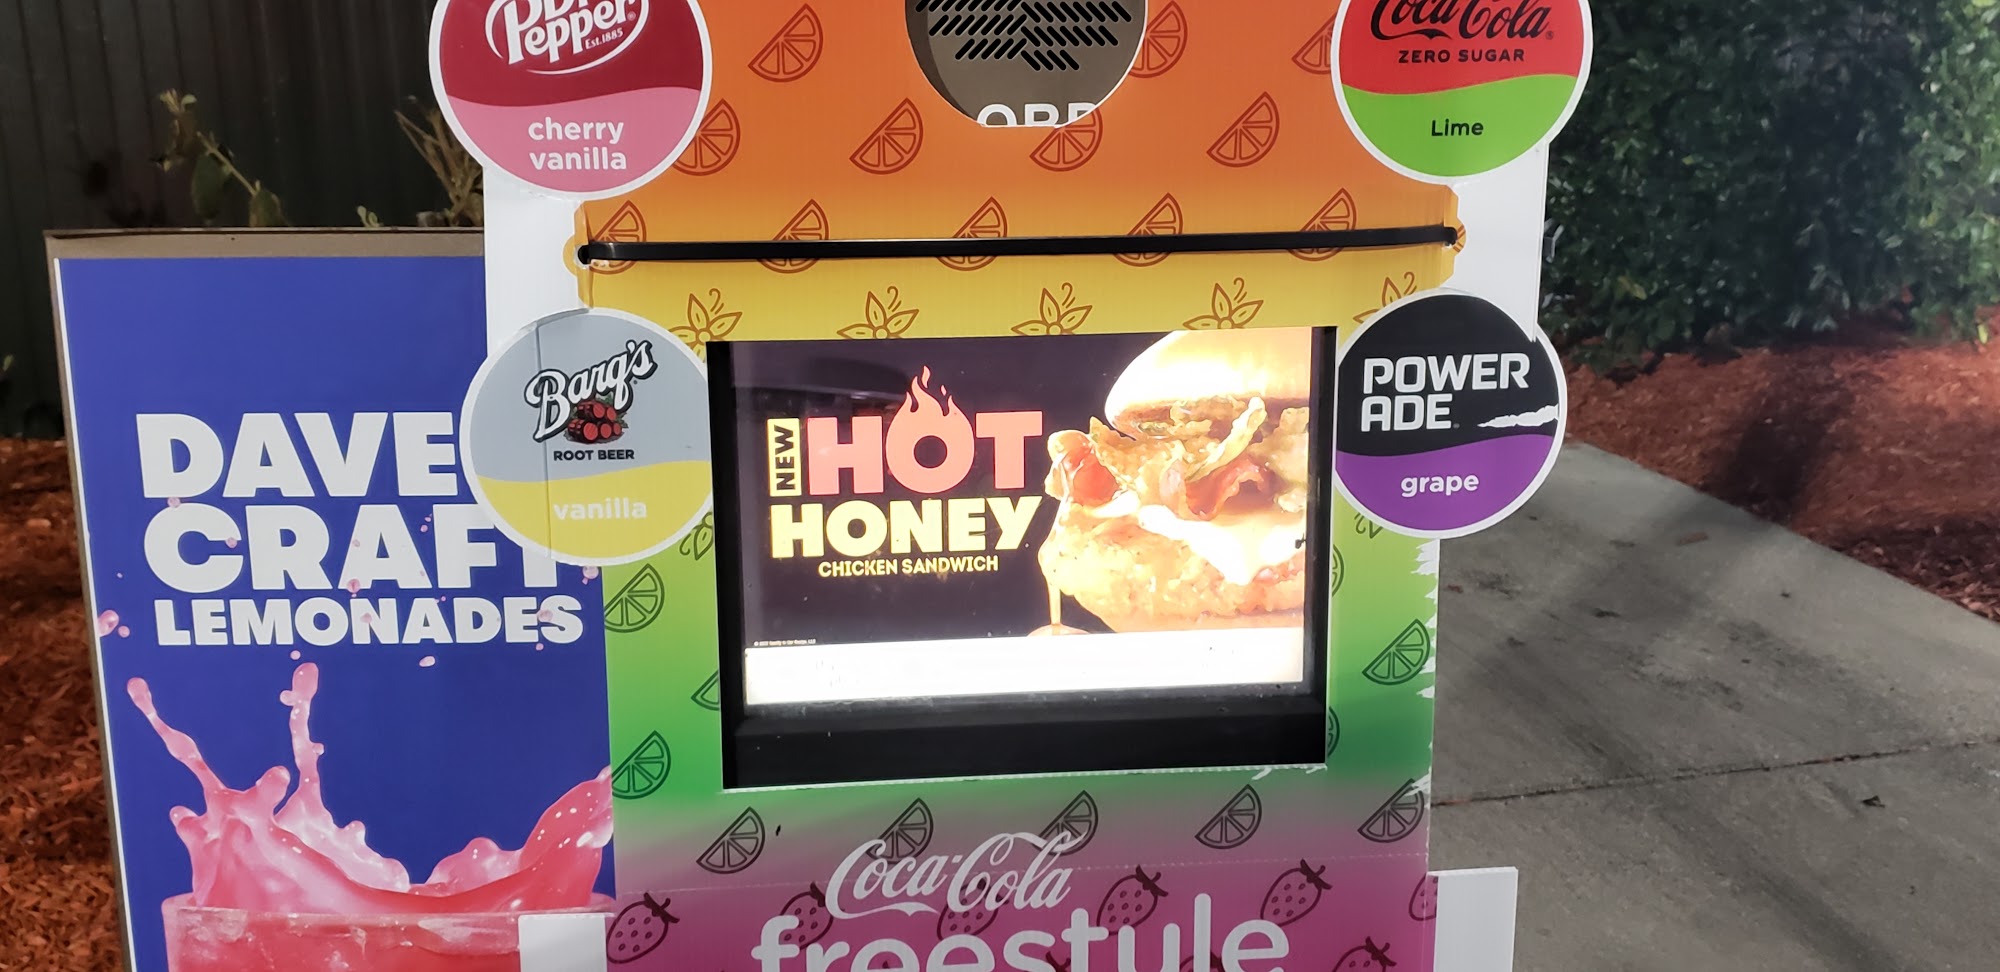 Dr Pepper
Est.1885
cherry
vanilla
Coca-Cola
ZERO SUGAR
Lime
Barq's
ROOT BEER
vanilla
POWER
ADE
grape
DAVE
CRAFT
LEMONADES
NEW
HOT
HONEY
CHICKEN SANDWICH
Coca-Cola
freestyle